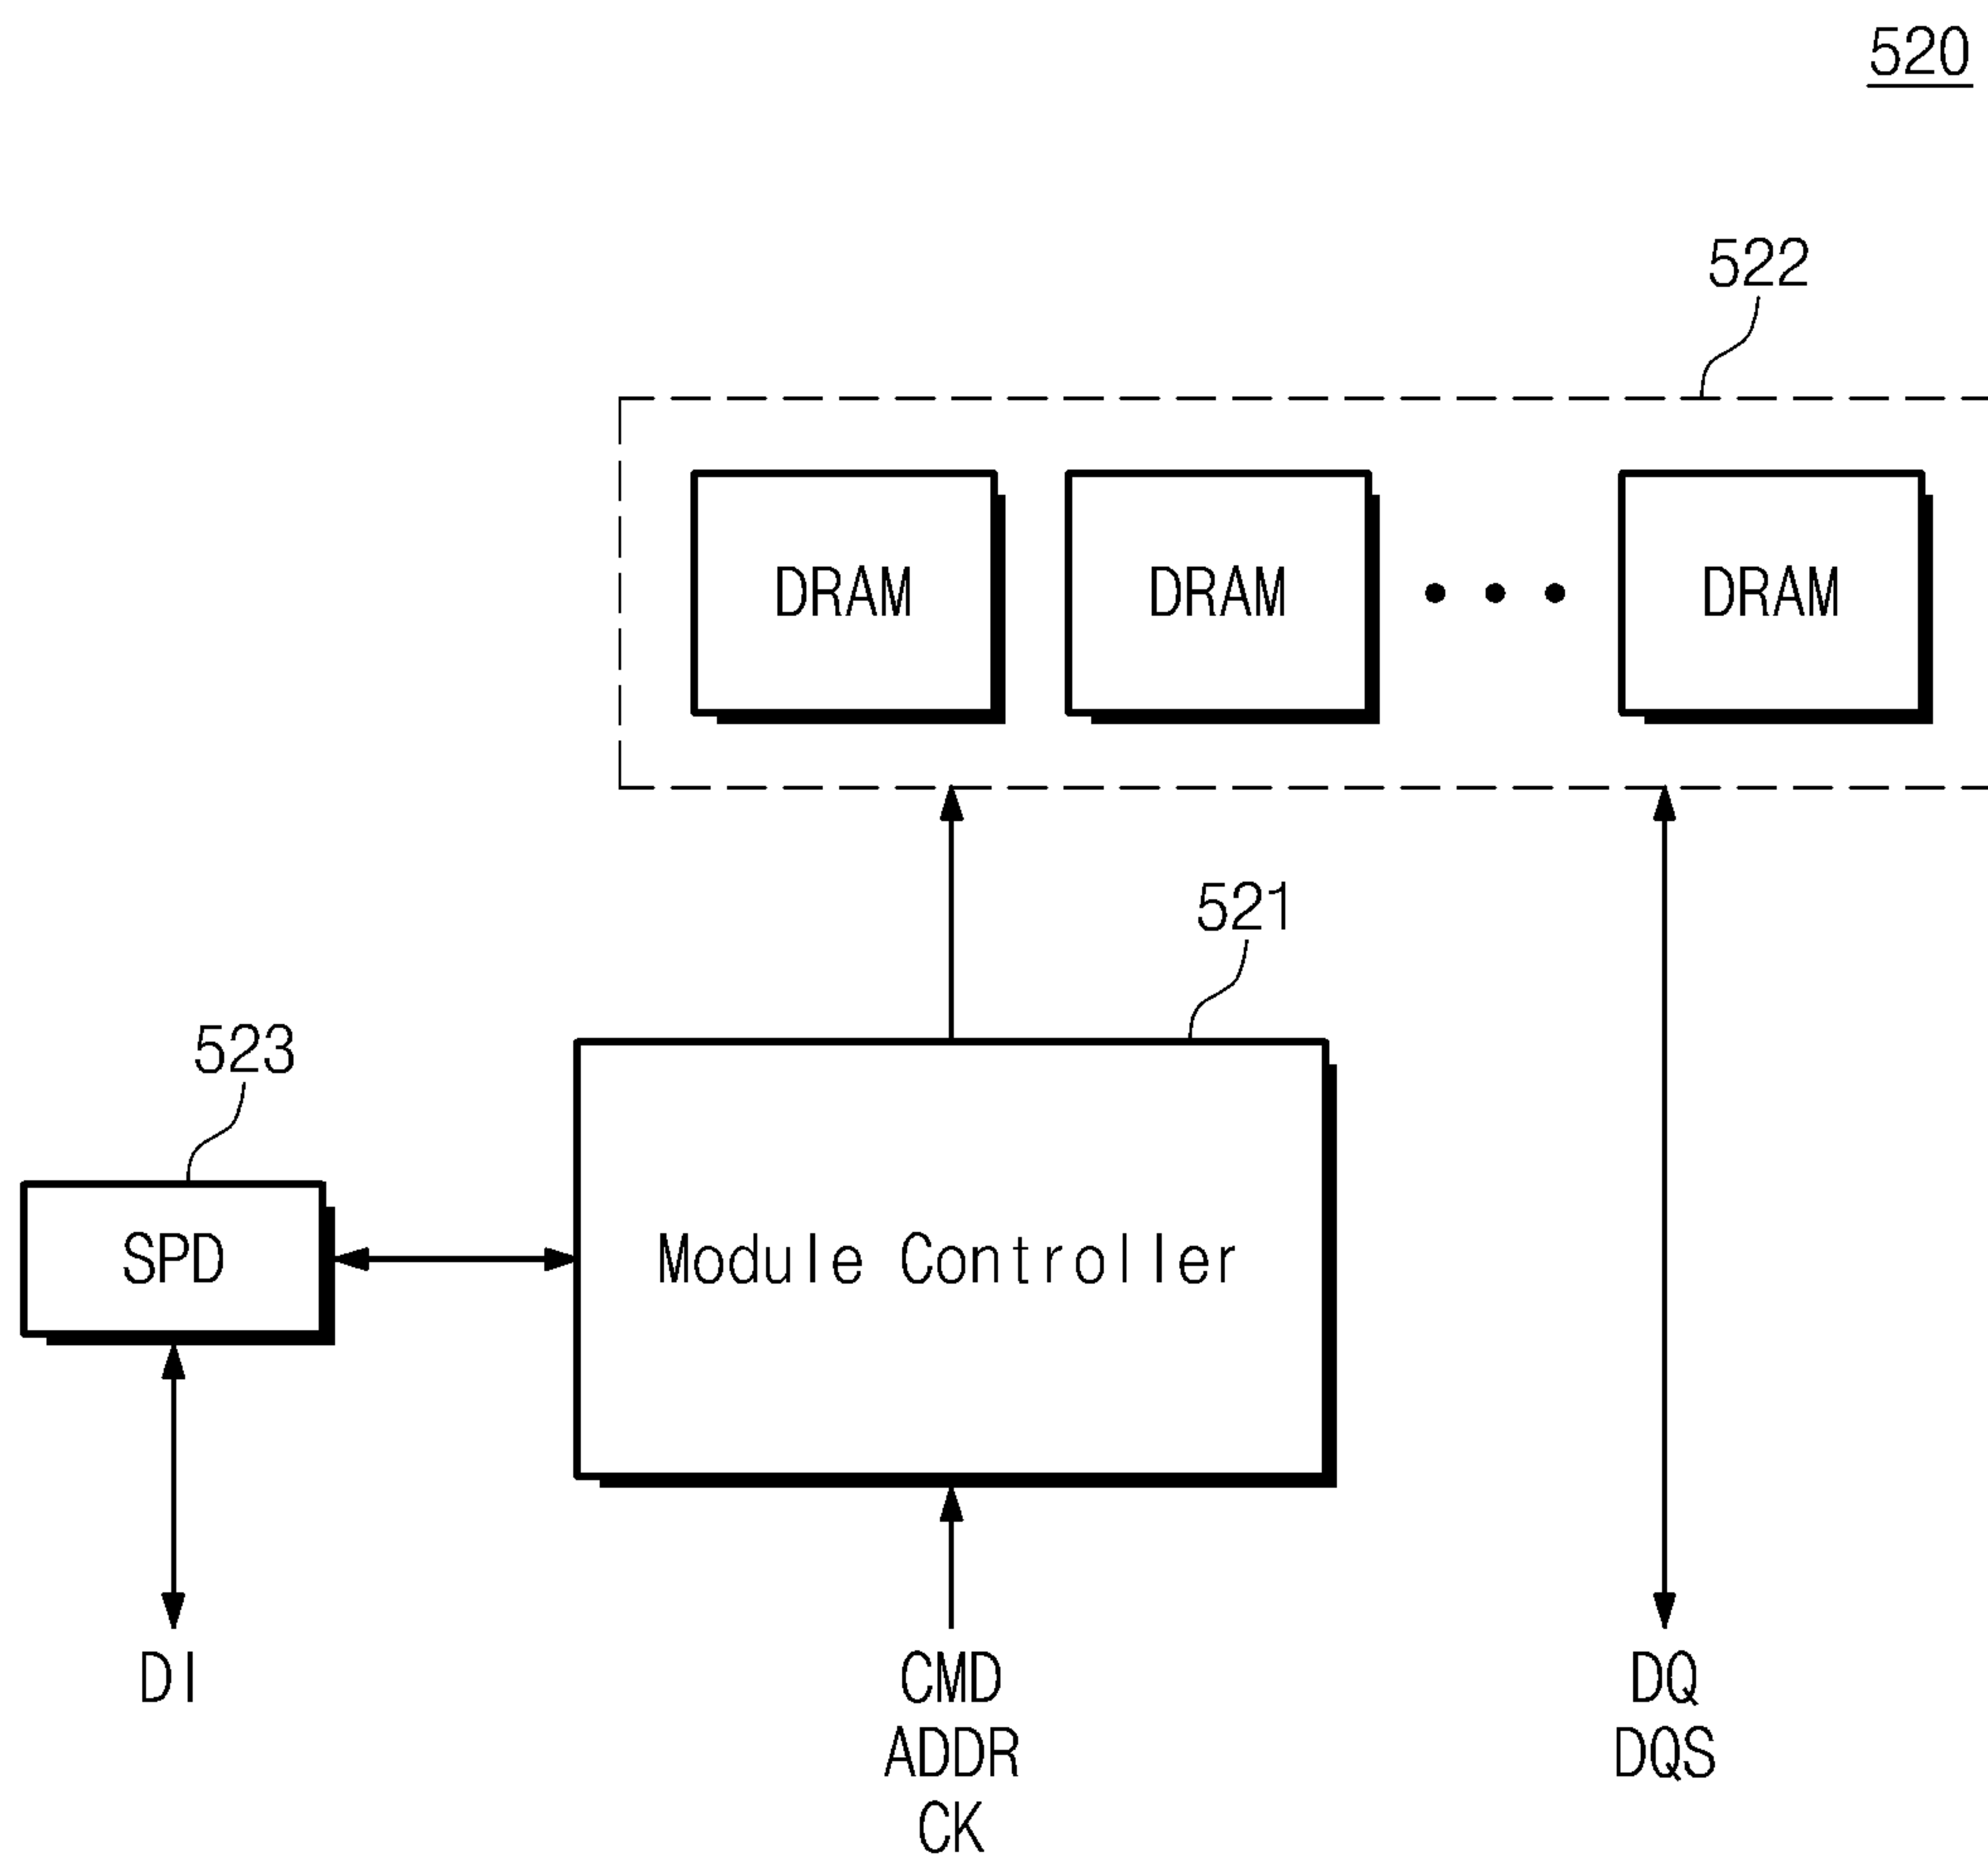 520
522
DRAM DRAM DRAM
521
523
SPD
Module Controller
DI
CMD
ADDR
CK
DQ
DQS